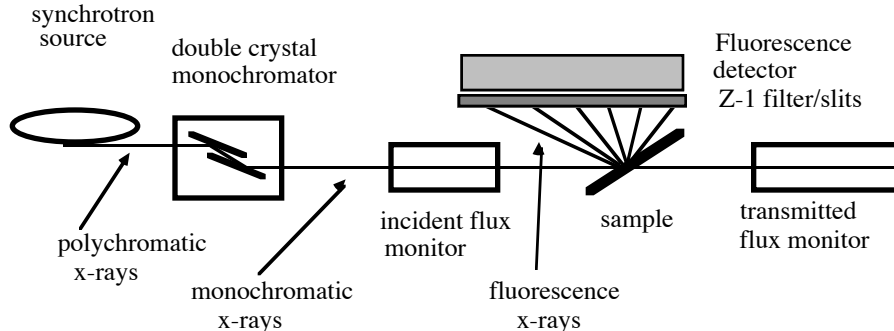 synchrotron
source
double crystal
monochromator
Fluorescence
detector
Z-1 filter/slits
polychromatic
x-rays
monochromatic
x-rays
incident flux
monitor
fluorescence
x-rays
sample
transmitted
flux monitor